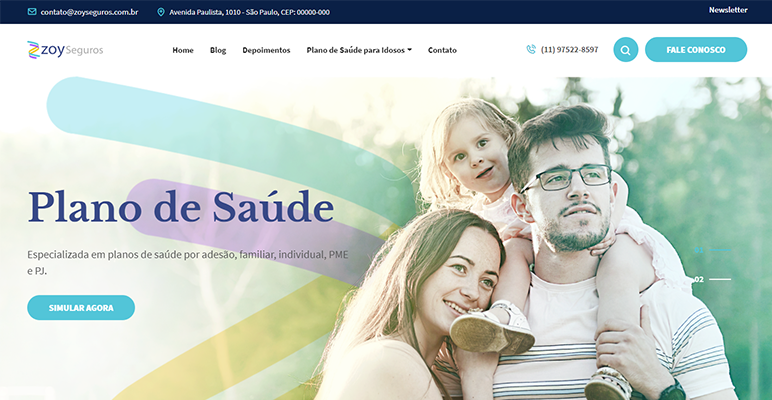 contato@zoyseguros.com.br Avenida Paulista, 1010 - São Paulo, CEP: 00000-000 Newsletter
zoy Seguros Home Blog Depoimentos Plano de Saúde para Idosos Contato (11) 97522-8597 FALE CONOSCO
Plano de Saúde
Especializada em planos de saúde por adesão, familiar, individual, PME
e PJ.
SIMULAR AGORA
02